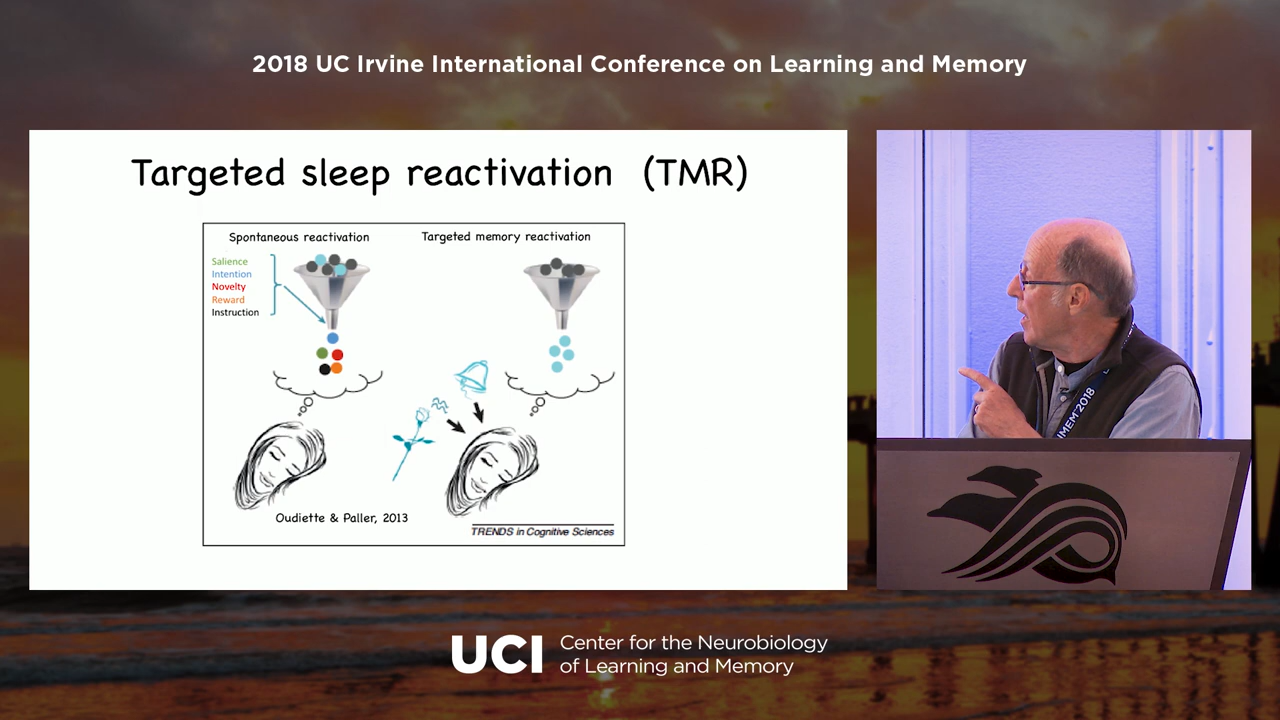 2018 UC Irvine International Conference on Learning and Memory
Targeted sleep reactivation (TMR)
Spontaneous reactivation
Targeted memory reactivation
Salience
Intention
Novelty
Reward
Instruction
Oudiette & Paller, 2013
TRENDS in Cognitive Sciences
MEM 2018
UCI Center for the Neurobiology
of Learning and Memory